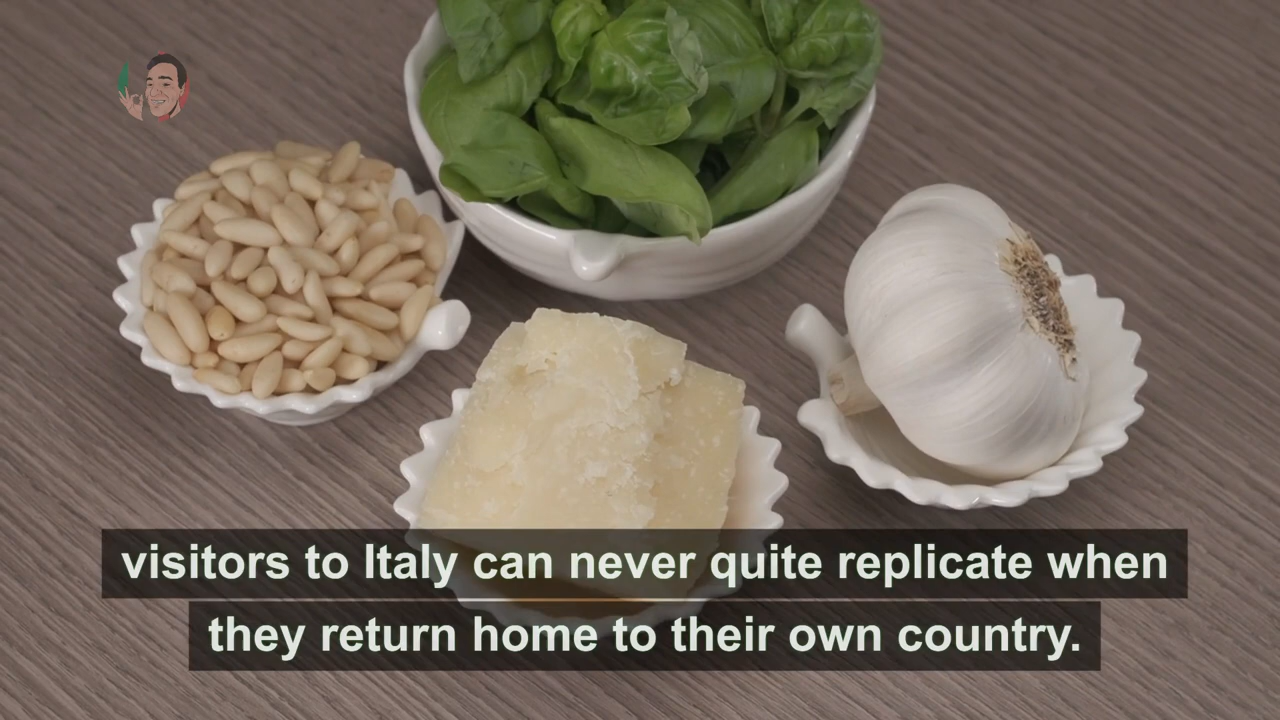 visitors to Italy can never quite replicate when
they return home to their own country.